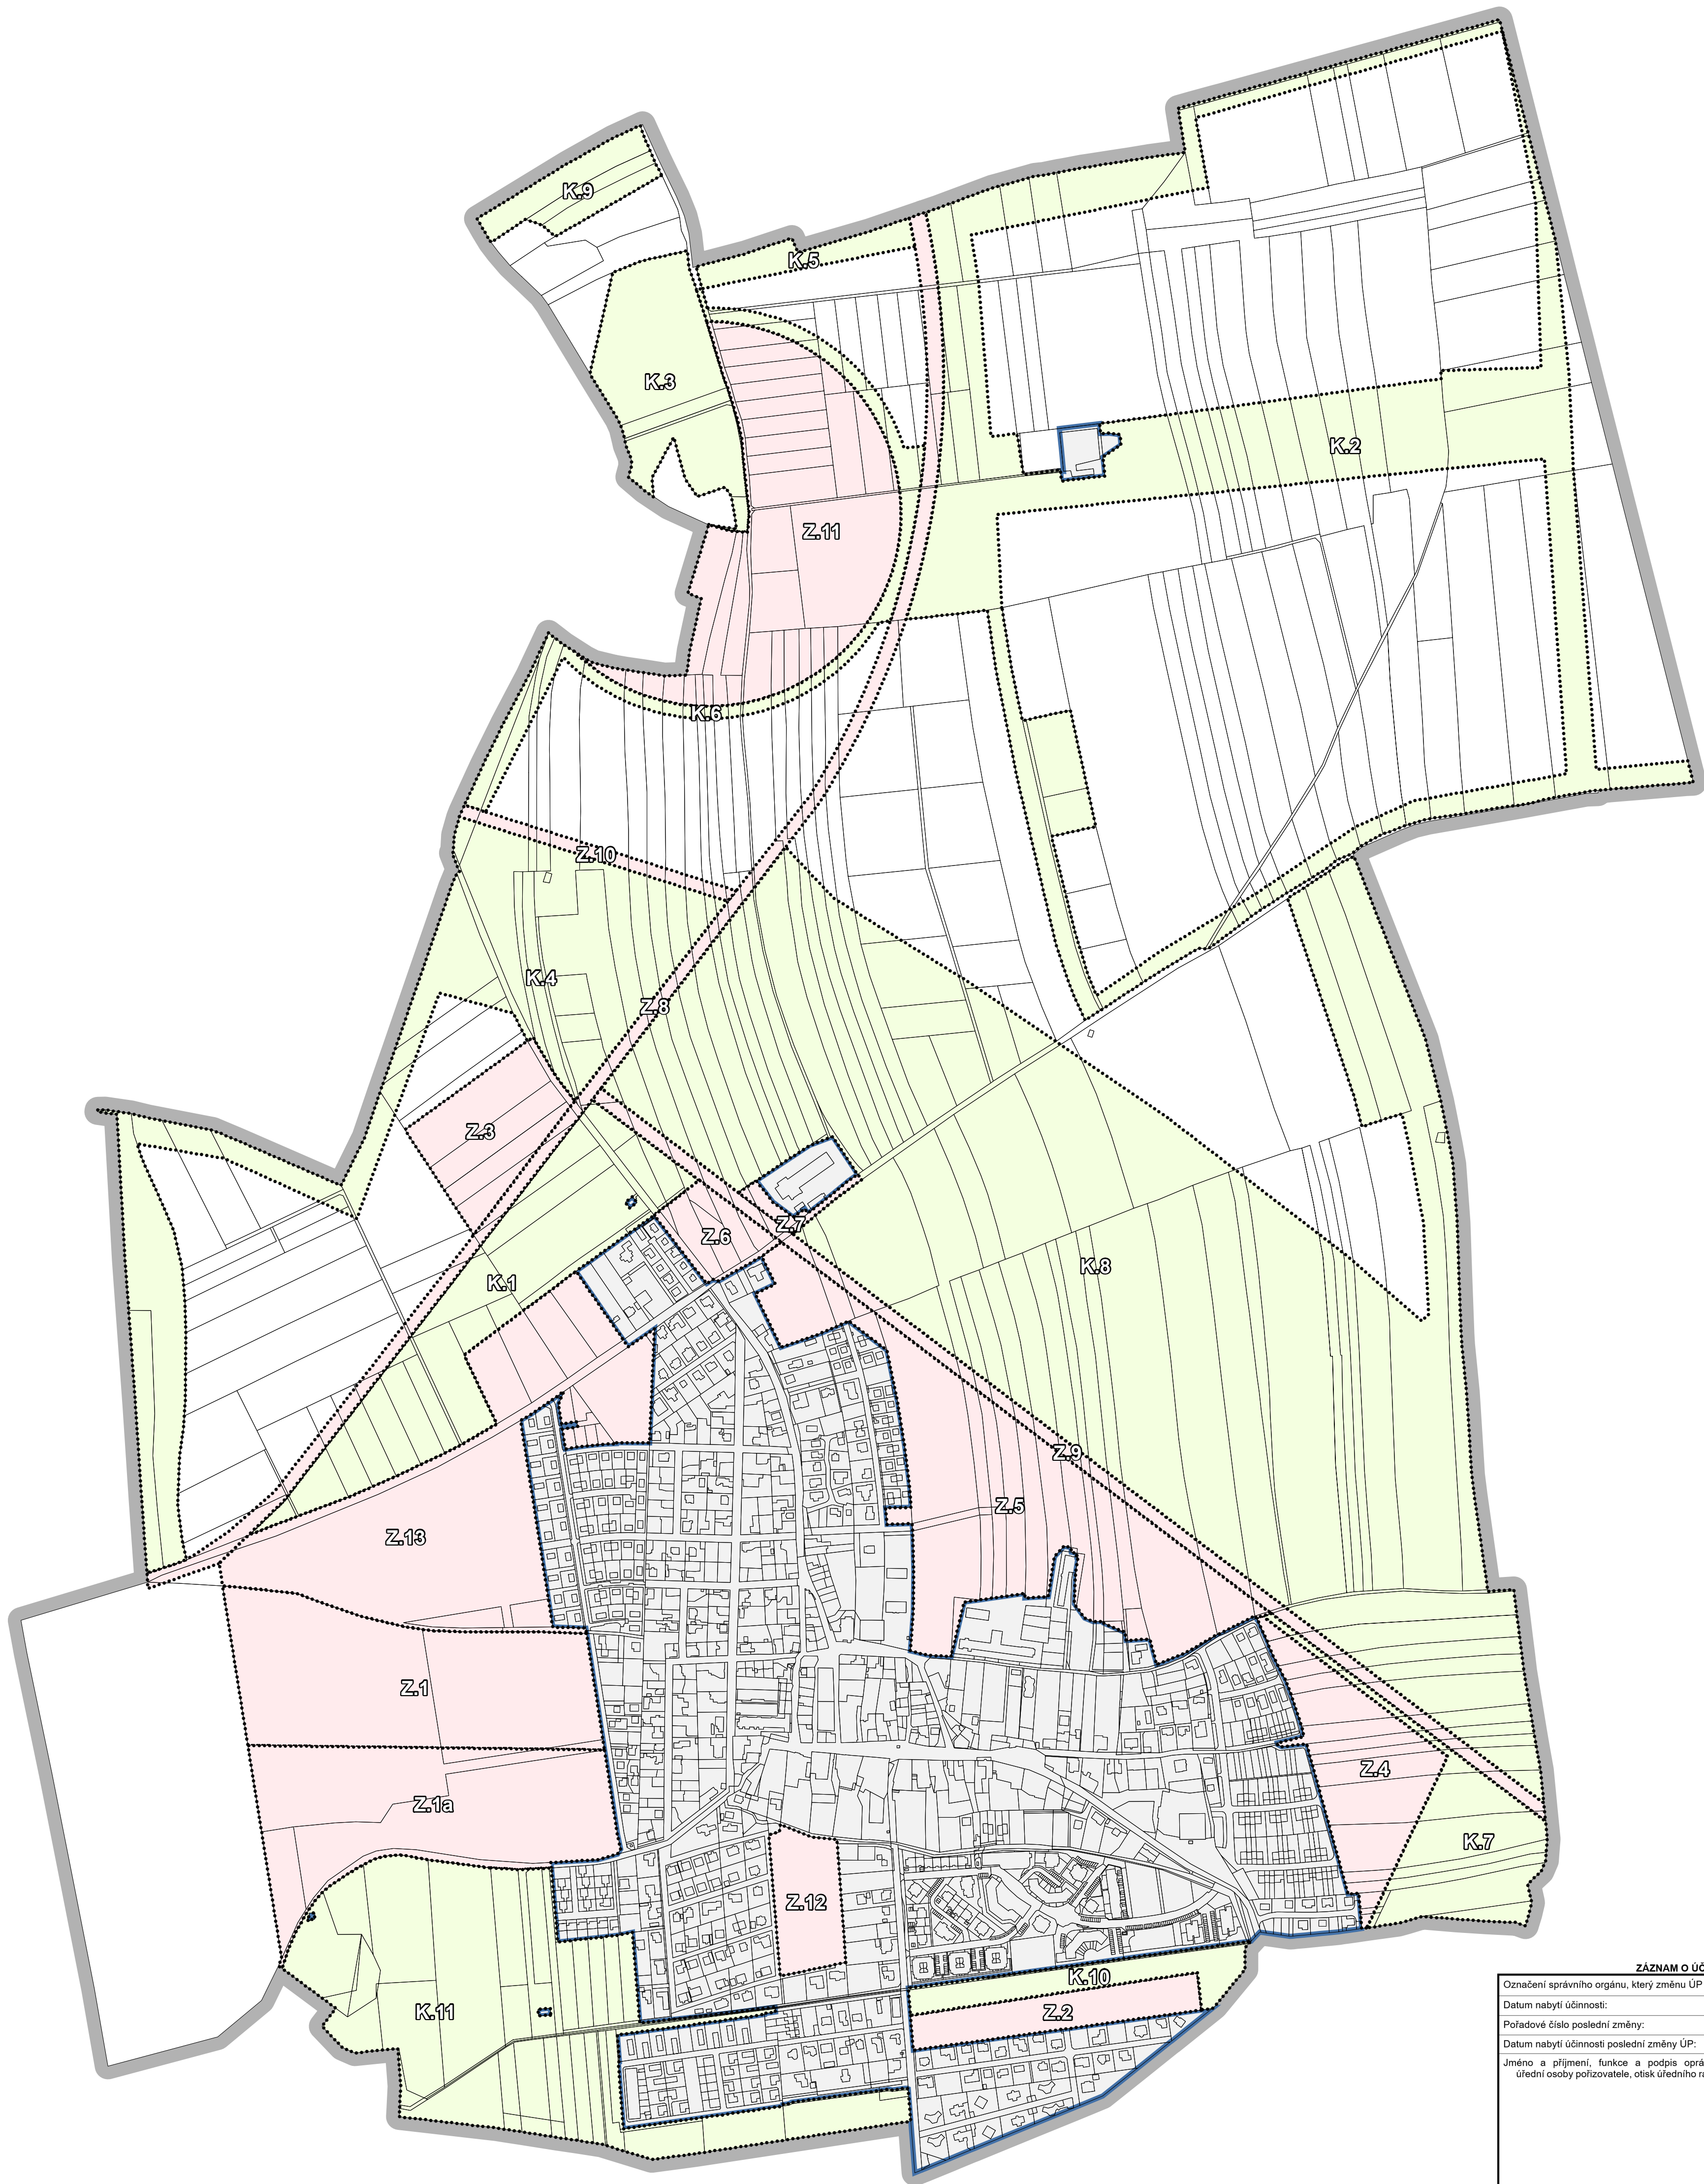 K.9
K.5
K.3
K.2
Z.11
K.6
Z.10
K.4
Z.8
Z.3
Z.7
Z.6
K.8
K.1
Z.9
Z.5
Z.13
Z.1
Z.4
Z.1a
K.7
Z.12
K.10
K.11
Z.2
ZÁZNAM O ÚČ
Označení správního orgánu, který změnu ÚP
Datum nabytí účinnosti:
Pořadové číslo poslední změny:
Datum nabytí účinnosti poslední změny ÚP:
Jméno a příjmení, funkce a podpis oprá
úřední osoby pořizovatele, otisk úředního ra